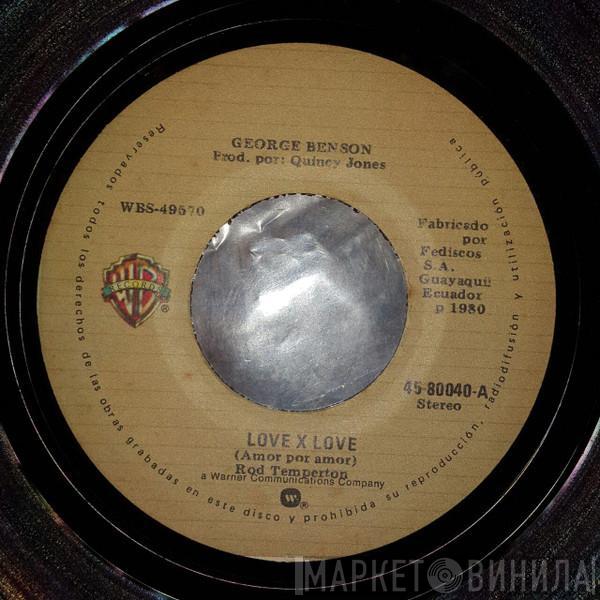 GEORGE BENSON
Prod. por: Quincy Jones
WBS-49570
Fabricado
por
Fediscos
S.A.
Guayaquil
Ecuador
p 1980
WB
RECORDS
®
45-80040-A
Stereo
LOVE X LOVE
(Amor por amor)
Rod Temperton
a Warner Communications Company
W ®
Reservados todos los derechos de las obras grabadas en este disco y prohibida su reproducción, radiodifusión y utilización pública
МАРКЕТ ВИНИЛА